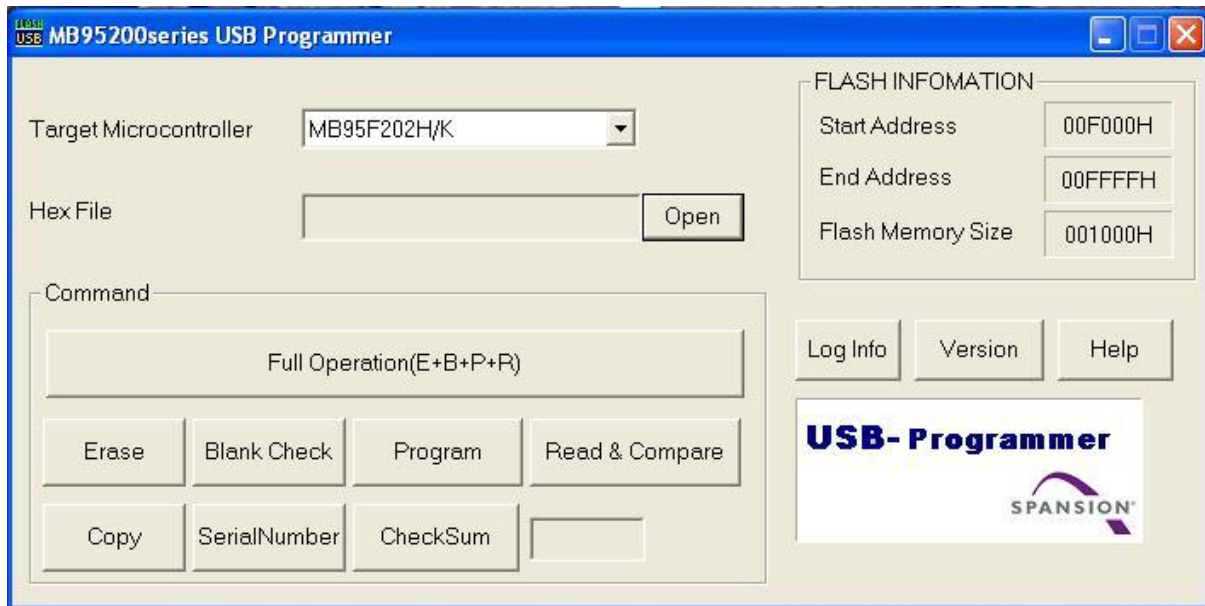 FLASH USB MB95200series USB Programmer
FLASH INFOMATION
Target Microcontroller MB95F202H/K
Start Address 00F000H
End Address 00FFFFH
Hex File Open
Flash Memory Size 001000H
Command
Full Operation(E+B+P+R)
Log Info Version Help
Erase Blank Check Program Read & Compare
USB-Programmer
SPANSION
Copy SerialNumber CheckSum